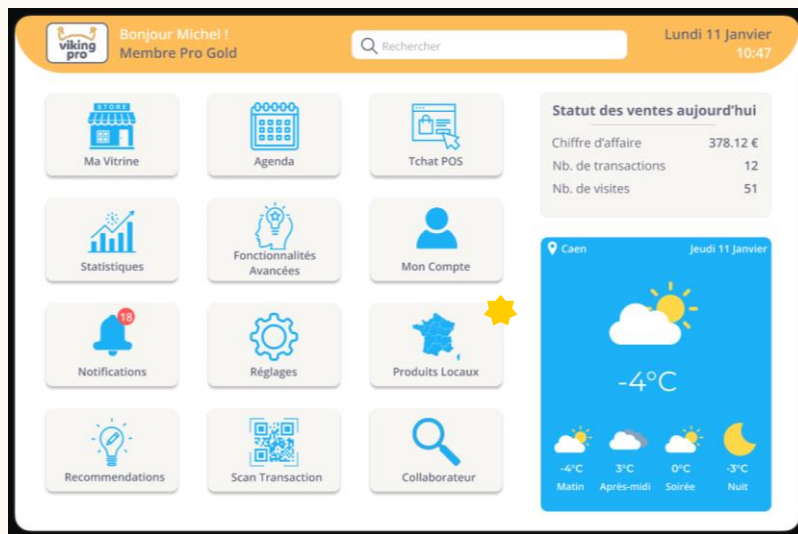 viking
pro
Bonjour Michel !
Membre Pro Gold
Rechercher
Lundi 11 Janvier
10:47
STORE
Ma Vitrine
Agenda
Tchat POS
Statistiques
Fonctionnalités
Avancées
Mon Compte
18
Notifications
Réglages
Produits Locaux
Recommendations
Scan Transaction
Collaborateur
Statut des ventes aujourd'hui
Chiffre d'affaire 378.12 €
Nb. de transactions 12
Nb. de visites 51
Caen Jeudi 11 Janvier
-4°C
-4°C 3°C 0°C -3°C
Matin Après-midi Soirée Nuit